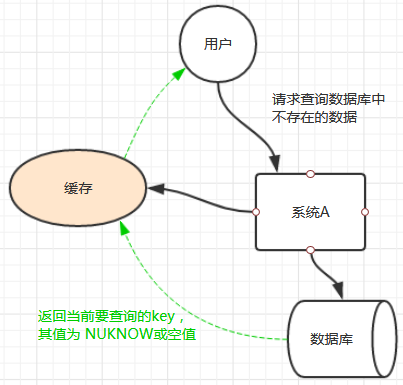 用户
请求查询数据库中
不存在的数据
缓存
系统A
返回当前要查询的key，
其值为 NUKNOW或空值
数据库